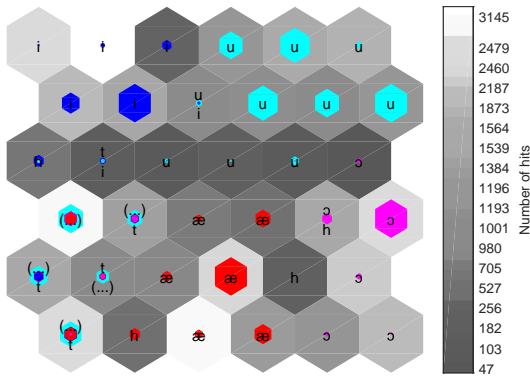 i i i u u u
i i u u u u
i
t u u u ɔ
i
(...) (...) æ æ ɔ ɔ
t h
(...) t æ æ h ɔ
t (...)
(...) h æ æ ɔ ɔ
t
3145
2479
2460
2187
1873
1564
1539
1384
1196
1193
1001
980
705
527
256
182
103
47
Number of hits